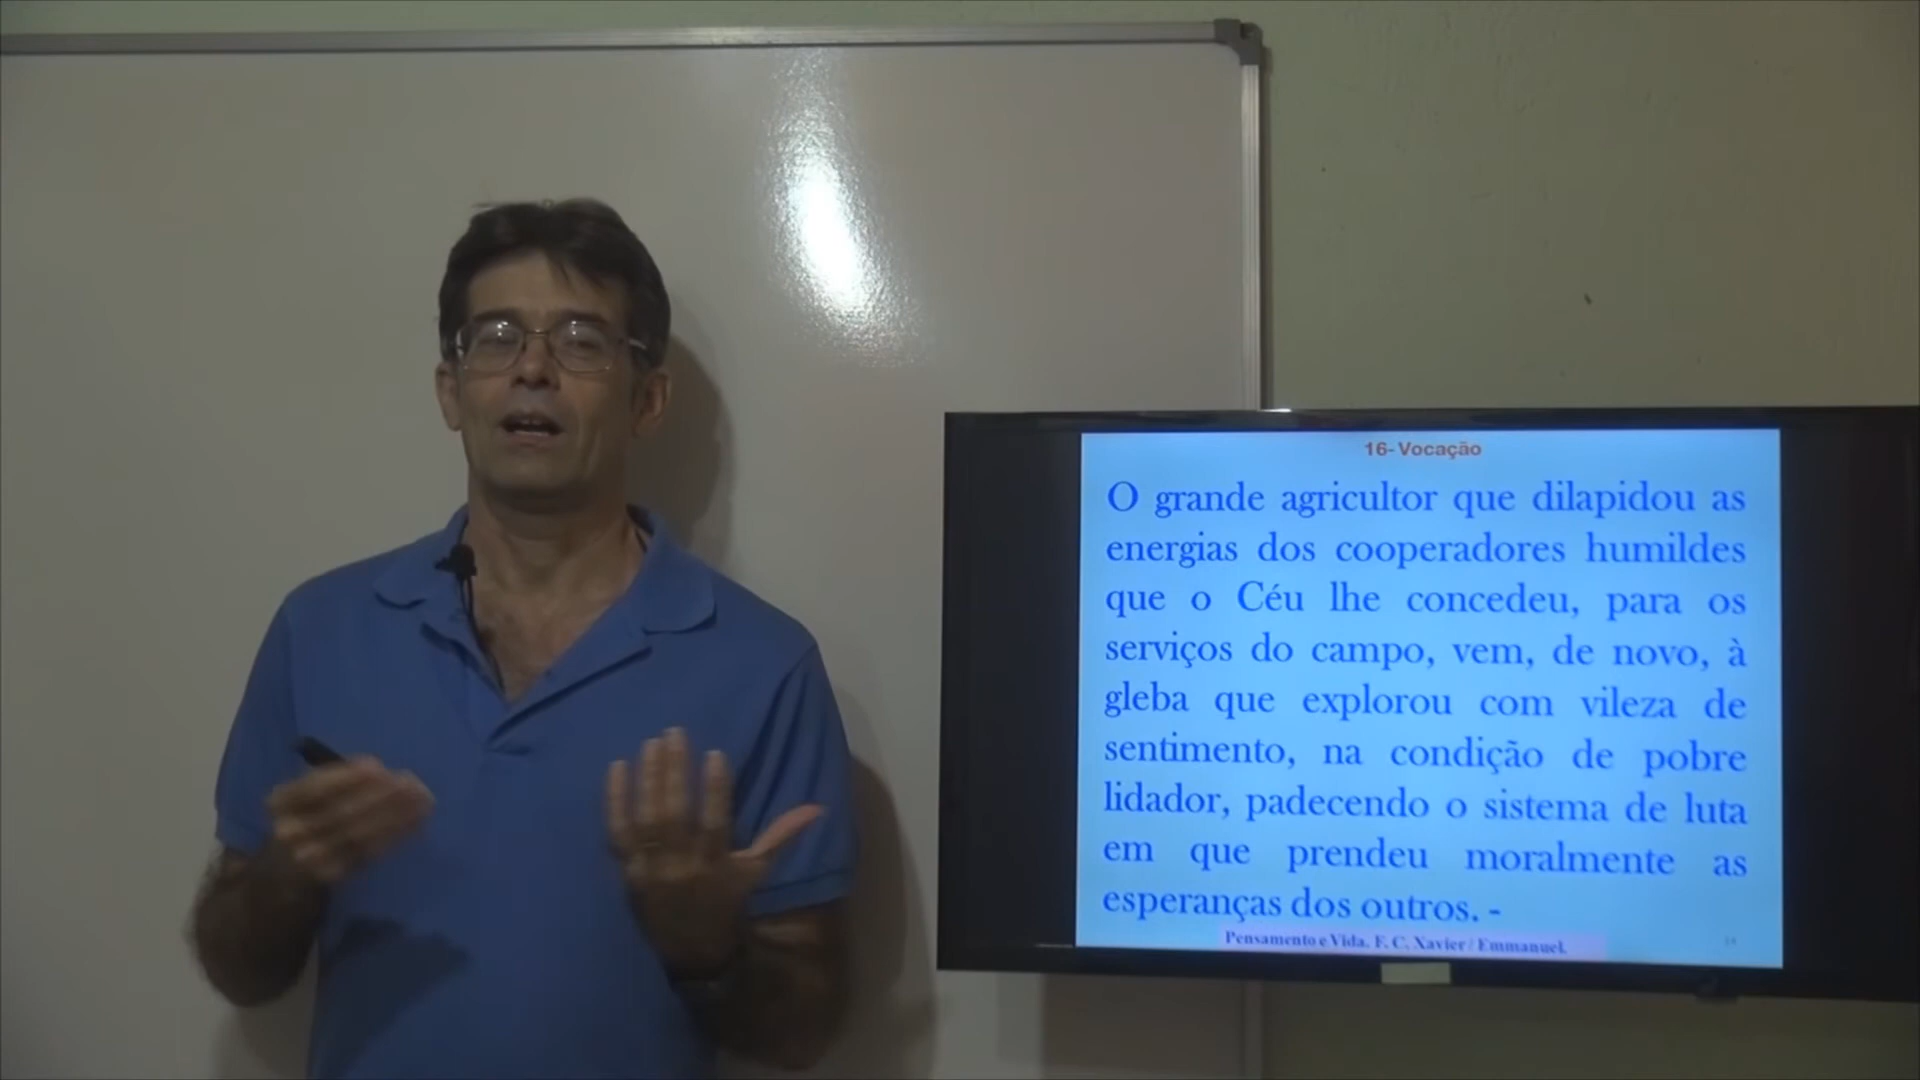 16- Vocação
O grande agricultor que dilapidou as
energias dos cooperadores humildes
que o Céu lhe concedeu, para os
serviços do campo, vem, de novo, à
gleba que explorou com vileza de
sentimento, na condição de pobre
lidador, padecendo o sistema de luta
em que prendeu moralmente as
esperanças dos outros. -
Pensamento e Vida. F. C. Xavier / Emmanuel.